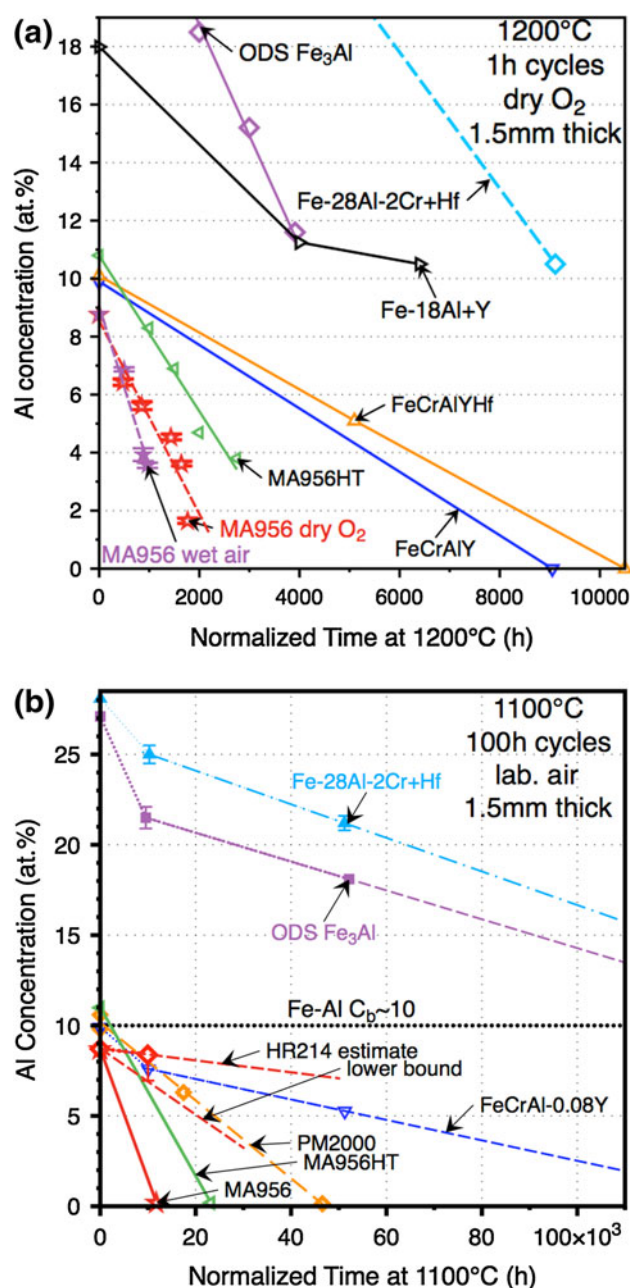 (a)
18
16
14
12
10
8
6
4
2
0
Al concentration (at.%)
ODS Fe3Al
1200°C
1h cycles
dry O2
1.5mm thick
Fe-28Al-2Cr+Hf
Fe-18Al+Y
FeCrAlYHf
MA956HT
MA956 dry O2
FeCrAlY
MA956 wet air
0 2000 4000 6000 8000 10000
Normalized Time at 1200°C (h)
(b)
25
20
15
10
5
0
Al Concentration (at.%)
1100°C
100h cycles
lab. air
1.5mm thick
Fe-28Al-2Cr+Hf
ODS Fe3Al
Fe-Al Cb~10
HR214 estimate
lower bound
FeCrAl-0.08Y
PM2000
MA956HT
MA956
0 20 40 60 80 100×10³
Normalized Time at 1100°C (h)